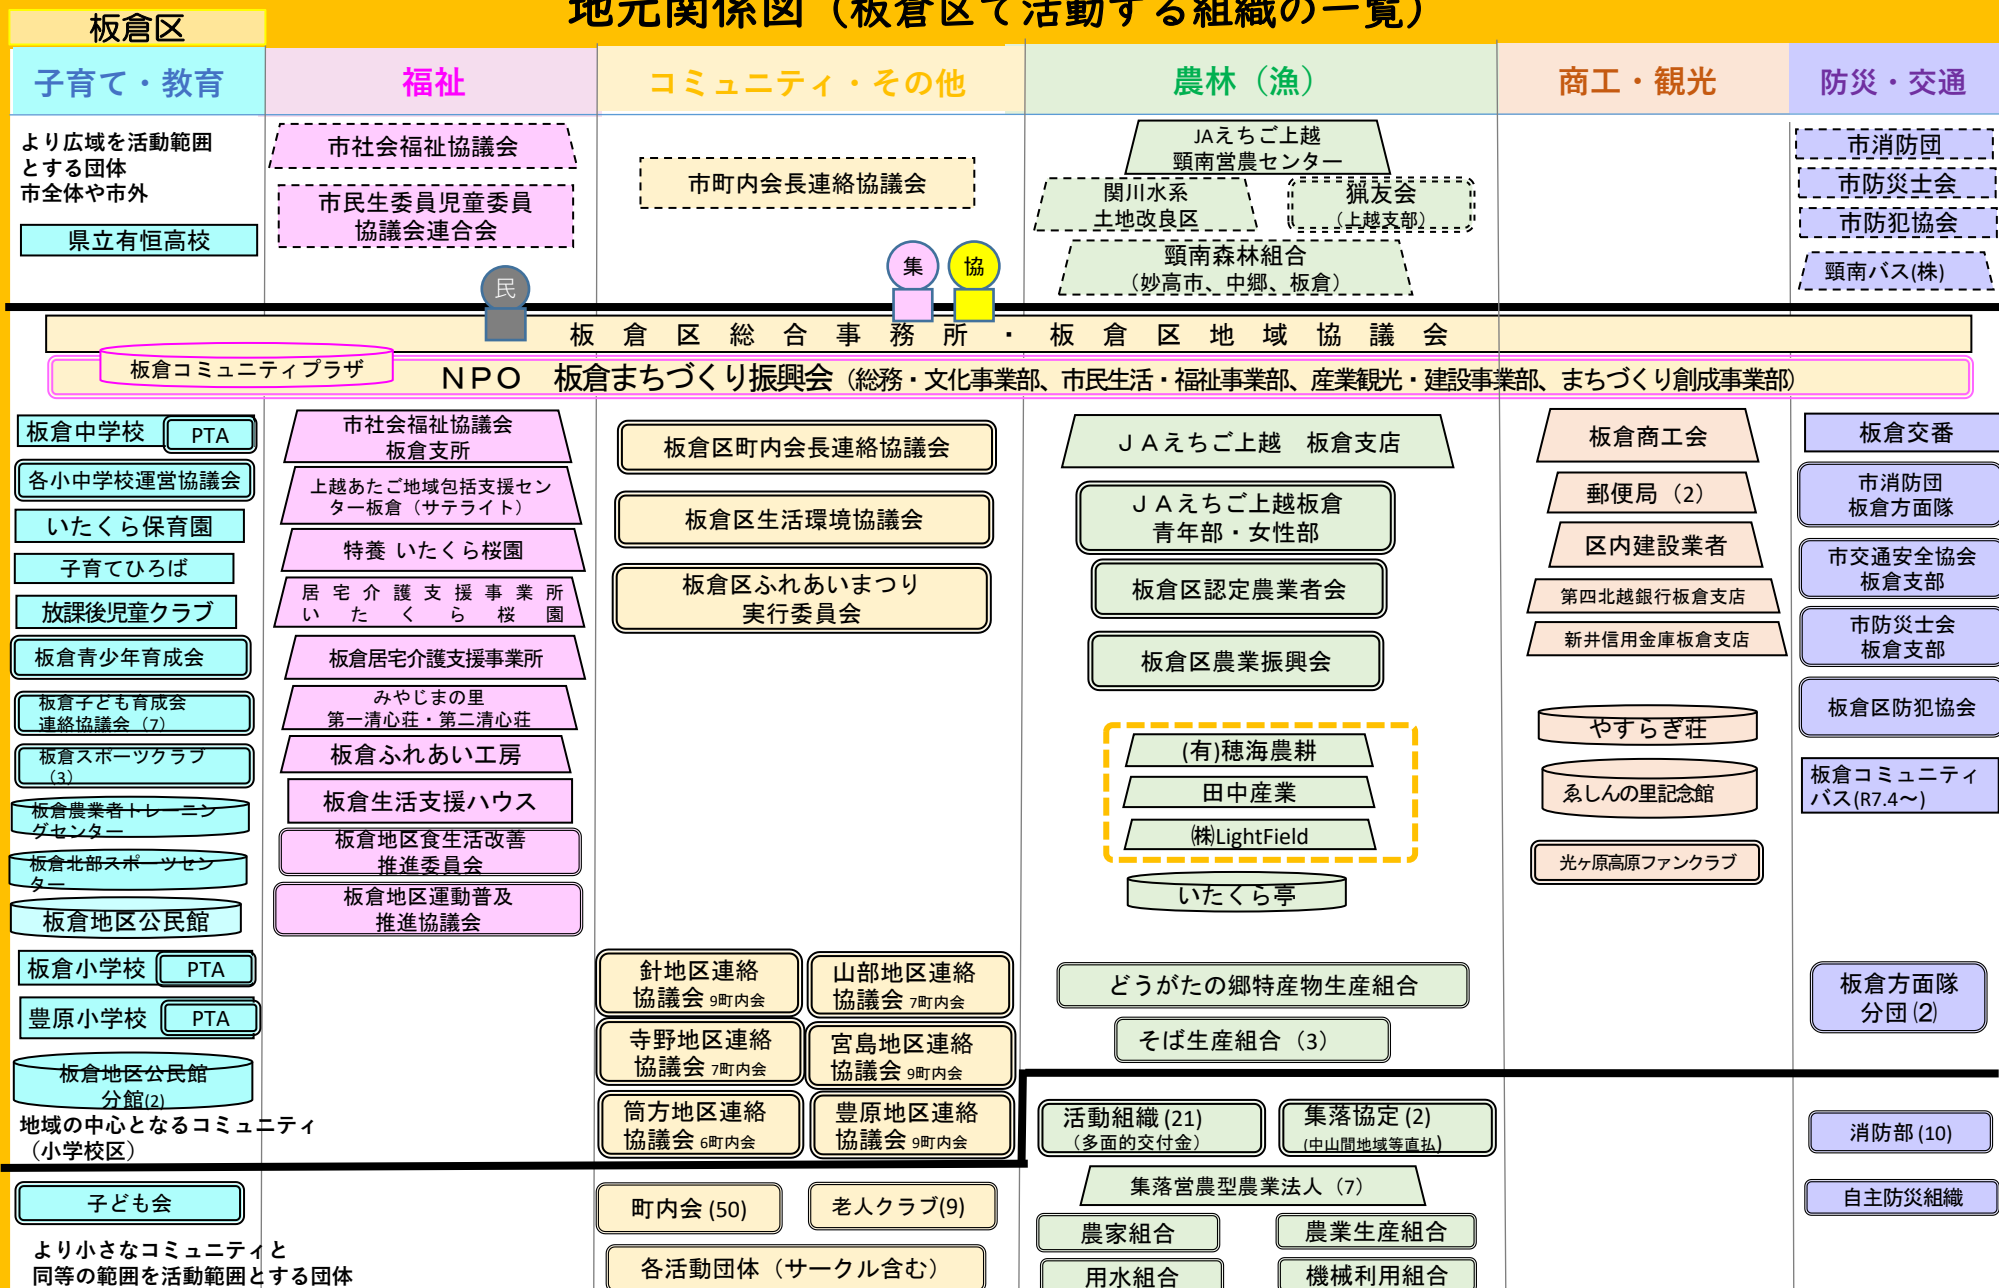 地元関係図（板倉区で活動する組織の一覧）
板倉区
子育て・教育
福祉
コミュニティ・その他
農林（漁）
商工・観光
防災・交通
より広域を活動範囲
とする団体
市全体や市外
県立有恒高校
市社会福祉協議会
市民生委員児童委員
協議会連合会
民
市町内会長連絡協議会
集
協
JAえちご上越
頸南営農センター
関川水系
土地改良区
猟友会
（上越支部）
頸南森林組合
（妙高市、中郷、板倉）
市消防団
市防災士会
市防犯協会
頸南バス(株)
板倉区総合事務所・板倉区地域協議会
板倉コミュニティプラザ
NPO 板倉まちづくり振興会（総務・文化事業部、市民生活・福祉事業部、産業観光・建設事業部、まちづくり創成事業部）
板倉中学校
PTA
各小中学校運営協議会
いたくら保育園
子育てひろば
放課後児童クラブ
板倉青少年育成会
板倉子ども育成会
連絡協議会（7）
板倉スポーツクラブ
（3）
板倉農業者トレーニン
グセンター
板倉北部スポーツセン
ター
板倉地区公民館
板倉小学校
PTA
豊原小学校
PTA
板倉地区公民館
分館(2)
地域の中心となるコミュニティ
（小学校区）
子ども会
より小さなコミュニティと
同等の範囲を活動範囲とする団体
市社会福祉協議会
板倉支所
上越あたご地域包括支援セン
ター板倉（サテライト）
特養 いたくら桜園
居宅介護支援事業所
いたくら桜園
板倉居宅介護支援事業所
みやじまの里
第一清心荘・第二清心荘
板倉ふれあい工房
板倉生活支援ハウス
板倉地区食生活改善
推進委員会
板倉地区運動普及
推進協議会
板倉区町内会長連絡協議会
板倉区生活環境協議会
板倉区ふれあいまつり
実行委員会
針地区連絡
協議会 9町内会
山部地区連絡
協議会 7町内会
寺野地区連絡
協議会 7町内会
宮島地区連絡
協議会 9町内会
筒方地区連絡
協議会 6町内会
豊原地区連絡
協議会 9町内会
町内会 (50)
老人クラブ(9)
各活動団体（サークル含む）
ＪＡえちご上越　板倉支店
ＪＡえちご上越板倉
青年部・女性部
板倉区認定農業者会
板倉区農業振興会
(有)穂海農耕
田中産業
㈱LightField
いたくら亭
どうがたの郷特産物生産組合
そば生産組合（3）
活動組織 (21)
（多面的交付金）
集落協定 (2)
(中山間地域等直払)
集落営農型農業法人（7）
農家組合
農業生産組合
用水組合
機械利用組合
板倉商工会
郵便局（2）
区内建設業者
第四北越銀行板倉支店
新井信用金庫板倉支店
やすらぎ荘
ゑしんの里記念館
光ヶ原高原ファンクラブ
板倉交番
市消防団
板倉方面隊
市交通安全協会
板倉支部
市防災士会
板倉支部
板倉区防犯協会
板倉コミュニティ
バス(R7.4～)
板倉方面隊
分団 (2)
消防部 (10)
自主防災組織